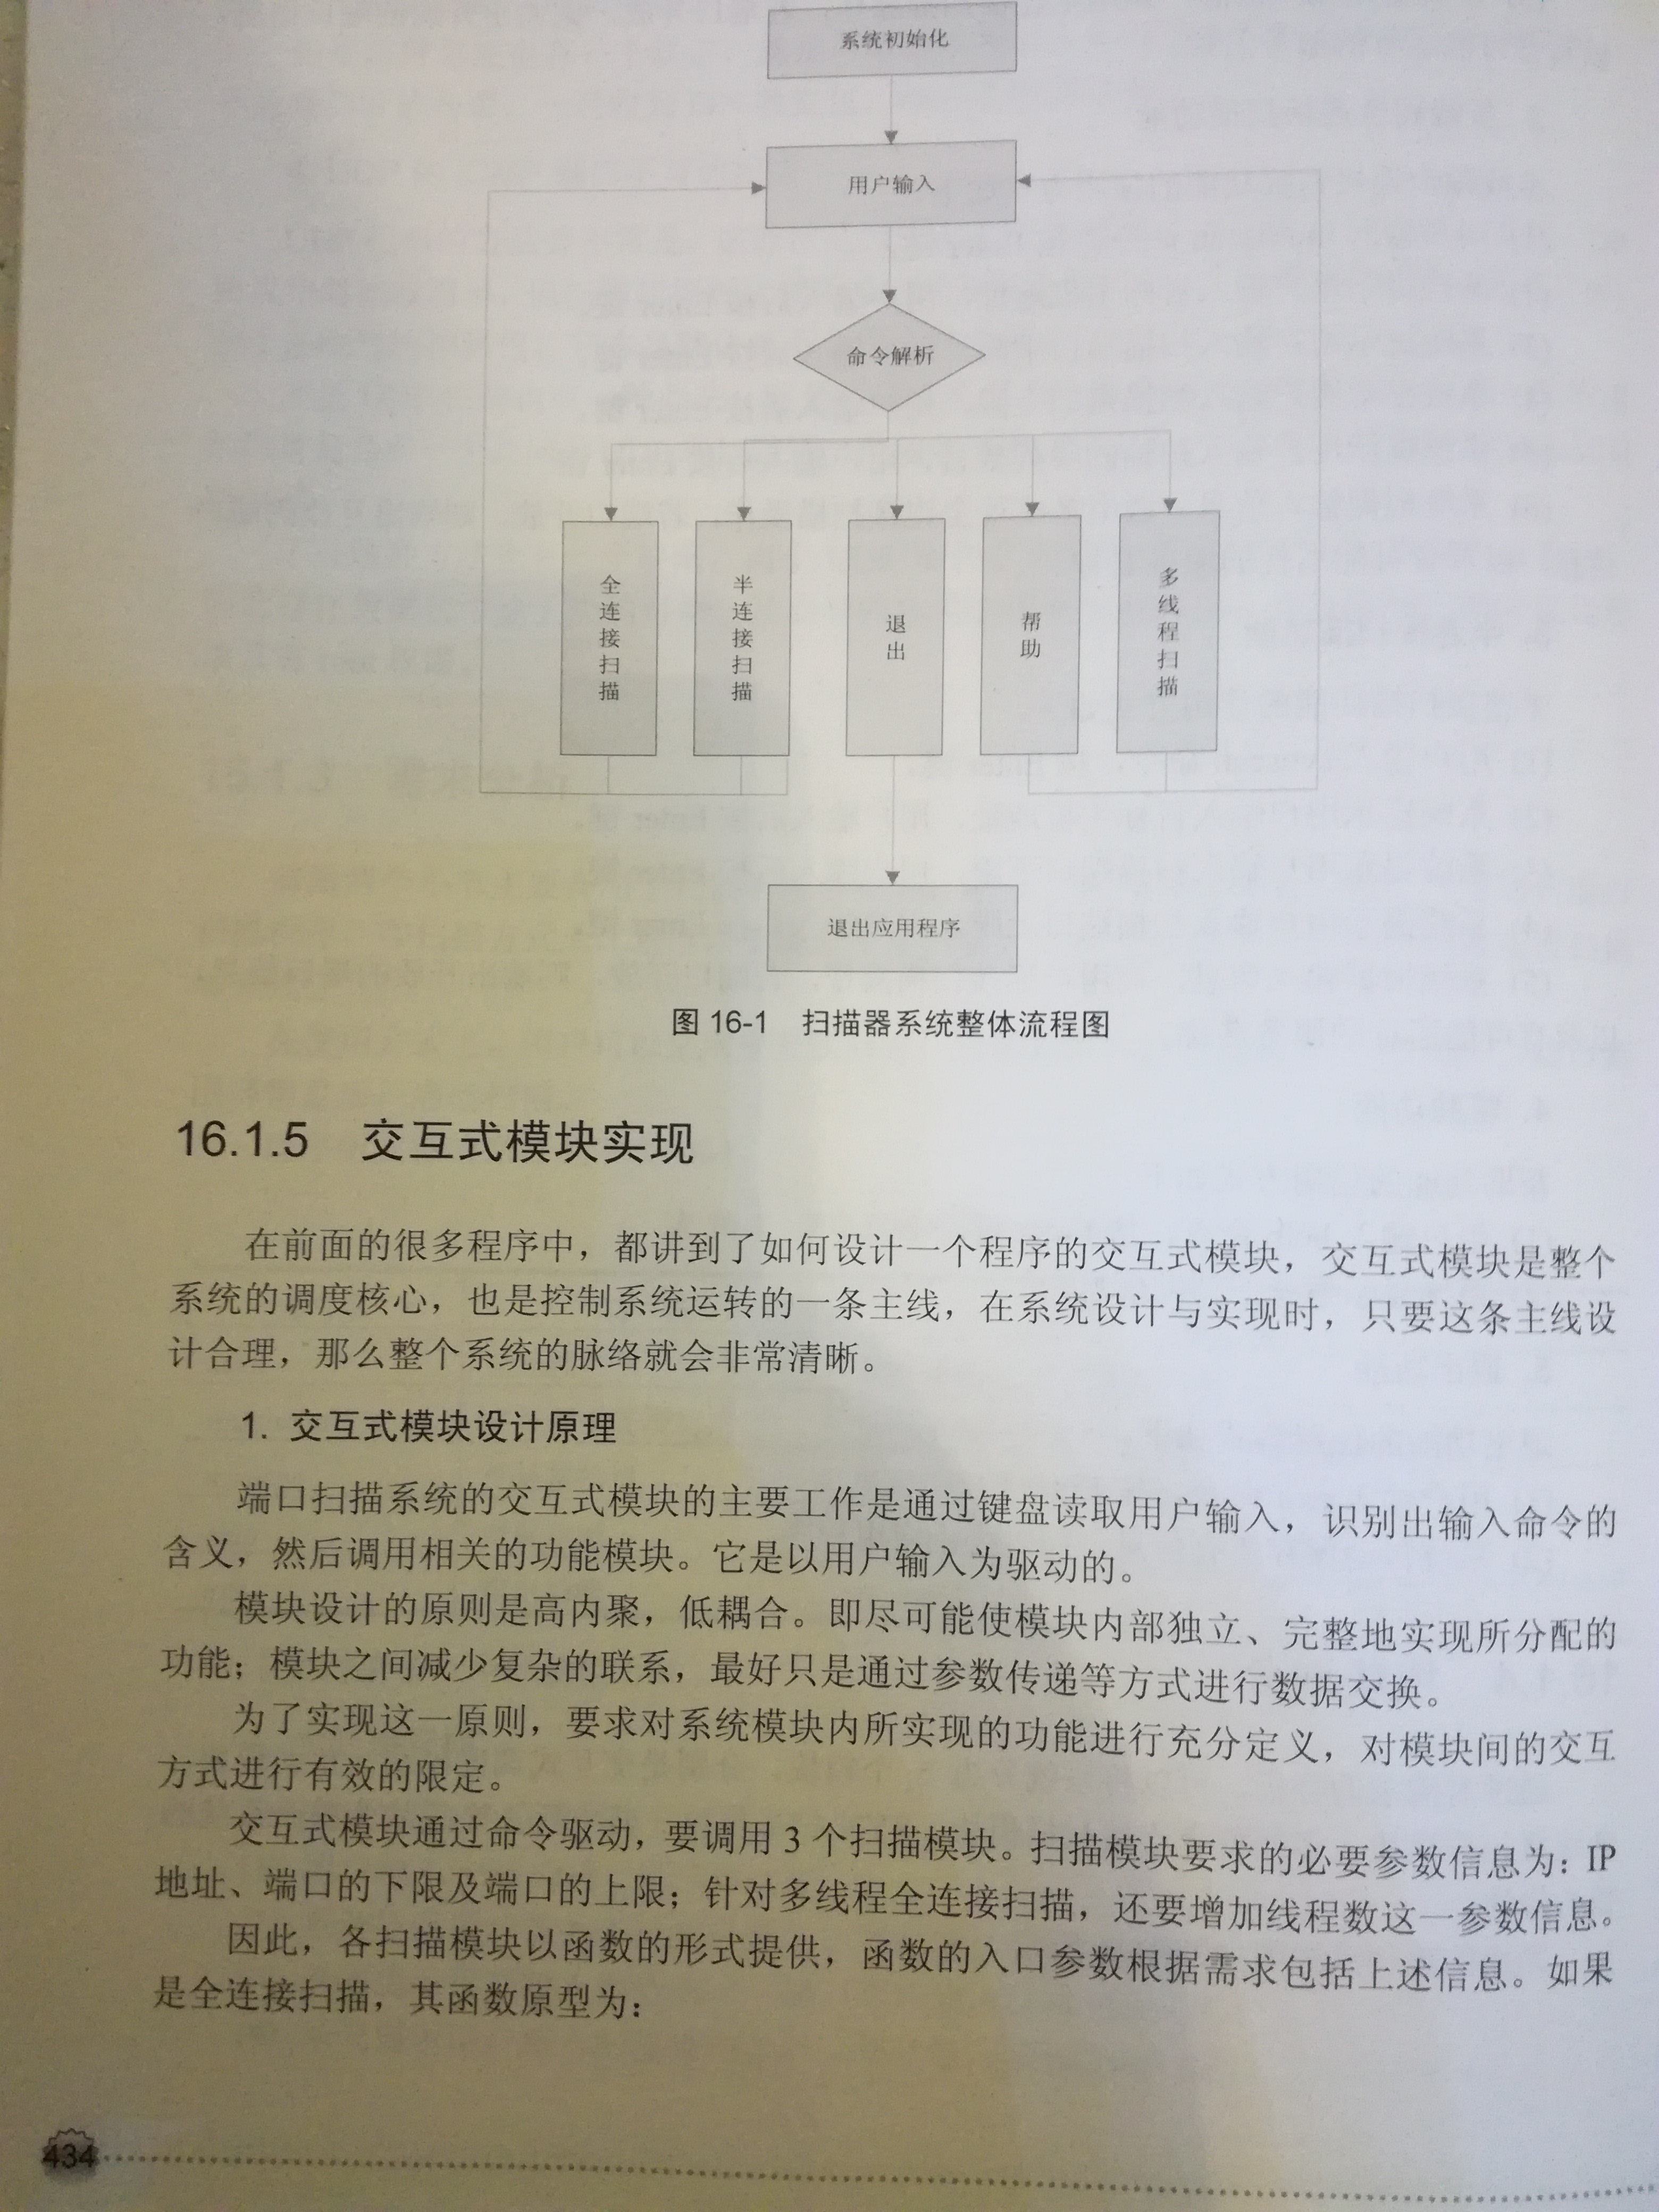 系统初始化
用户输入
命令解析
全连接扫描
半连接扫描
退出
帮助
多线程扫描
退出应用程序
图 16-1 扫描器系统整体流程图
16.1.5 交互式模块实现
在前面的很多程序中，都讲到了如何设计一个程序的交互式模块，交互式模块是整个
系统的调度核心，也是控制系统运转的一条主线，在系统设计与实现时，只要这条主线设
计合理，那么整个系统的脉络就会非常清晰。
1. 交互式模块设计原理
端口扫描系统的交互式模块的主要工作是通过键盘读取用户输入，识别出输入命令的
含义，然后调用相关的功能模块。它是以用户输入为驱动的。
模块设计的原则是高内聚，低耦合。即尽可能使模块内部独立、完整地实现所分配的
功能；模块之间减少复杂的联系，最好只是通过参数传递等方式进行数据交换。
为了实现这一原则，要求对系统模块内所实现的功能进行充分定义，对模块间的交互
方式进行有效的限定。
交互式模块通过命令驱动，要调用 3 个扫描模块。扫描模块要求的必要参数信息为：IP
地址、端口的下限及端口的上限；针对多线程全连接扫描，还要增加线程数这一参数信息。
因此，各扫描模块以函数的形式提供，函数的入口参数根据需求包括上述信息。如果
是全连接扫描，其函数原型为：
434